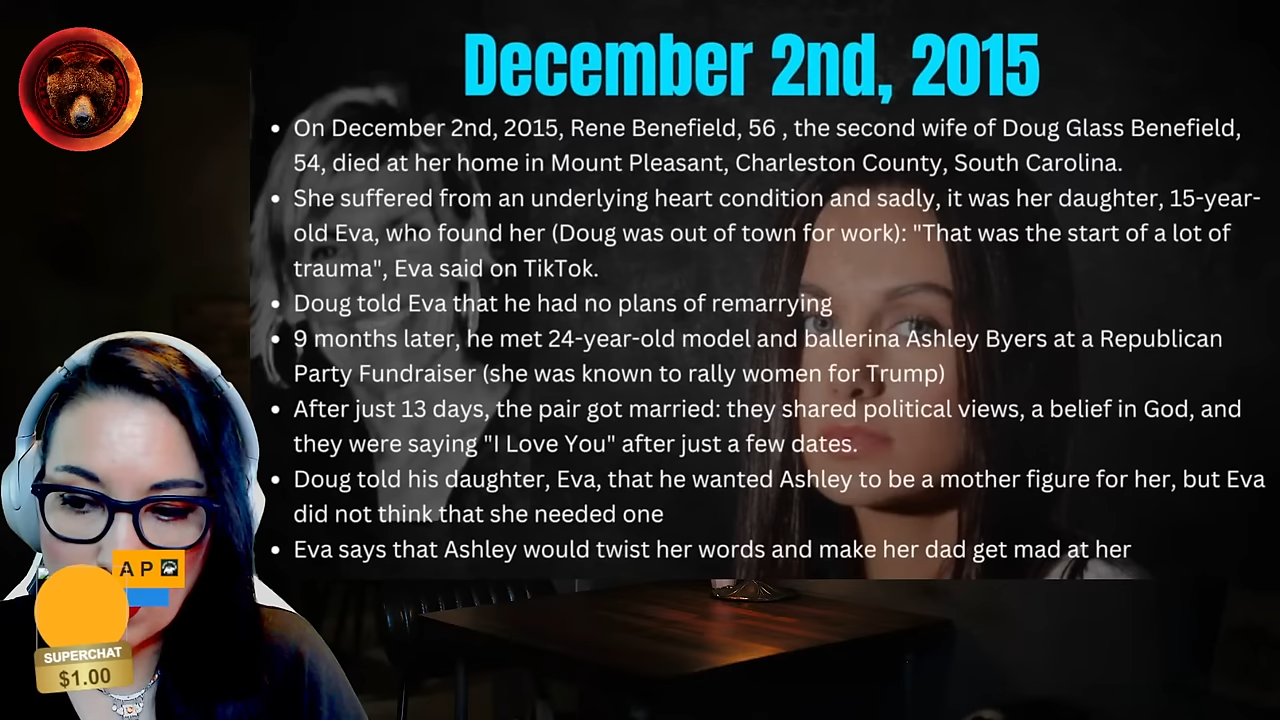 December 2nd, 2015
• On December 2nd, 2015, Rene Benefield, 56 , the second wife of Doug Glass Benefield,
54, died at her home in Mount Pleasant, Charleston County, South Carolina.
• She suffered from an underlying heart condition and sadly, it was her daughter, 15-year-
old Eva, who found her (Doug was out of town for work): "That was the start of a lot of
trauma", Eva said on TikTok.
• Doug told Eva that he had no plans of remarrying
• 9 months later, he met 24-year-old model and ballerina Ashley Byers at a Republican
Party Fundraiser (she was known to rally women for Trump)
• After just 13 days, the pair got married: they shared political views, a belief in God, and
they were saying "I Love You" after just a few dates.
• Doug told his daughter, Eva, that he wanted Ashley to be a mother figure for her, but Eva
did not think that she needed one
• Eva says that Ashley would twist her words and make her dad get mad at her
A P
SUPERCHAT
$1.00